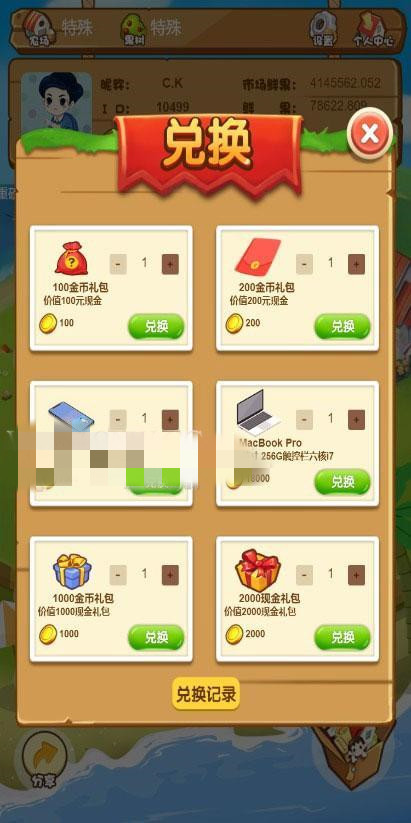 特殊 特殊
农场 果树 设置 个人中心
昵称： C.K 市场鲜果： 4145562.052
I D： 10499 鲜 果： 78622.809
兑换
- 1 + - 1 +
100金币礼包 200金币礼包
价值100元现金 价值200元现金
100 兑换 200 兑换
- 1 + - 1 +
MacBook Pro
256G触控栏六核i7
兑换
- 1 + - 1 +
1000金币礼包 2000现金礼包
价值1000现金礼包 价值2000现金礼包
1000 兑换 2000 兑换
兑换记录
分享